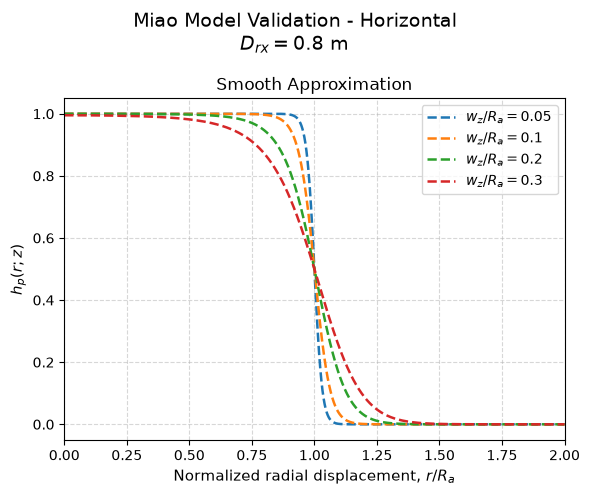 Miao Model Validation - Horizontal
$D_{rx} = 0.8$ m
Smooth Approximation
$h_p(r; z)$
1.0
0.8
0.6
0.4
0.2
0.0
$w_z/R_a = 0.05$
$w_z/R_a = 0.1$
$w_z/R_a = 0.2$
$w_z/R_a = 0.3$
0.00 0.25 0.50 0.75 1.00 1.25 1.50 1.75 2.00
Normalized radial displacement, $r/R_a$